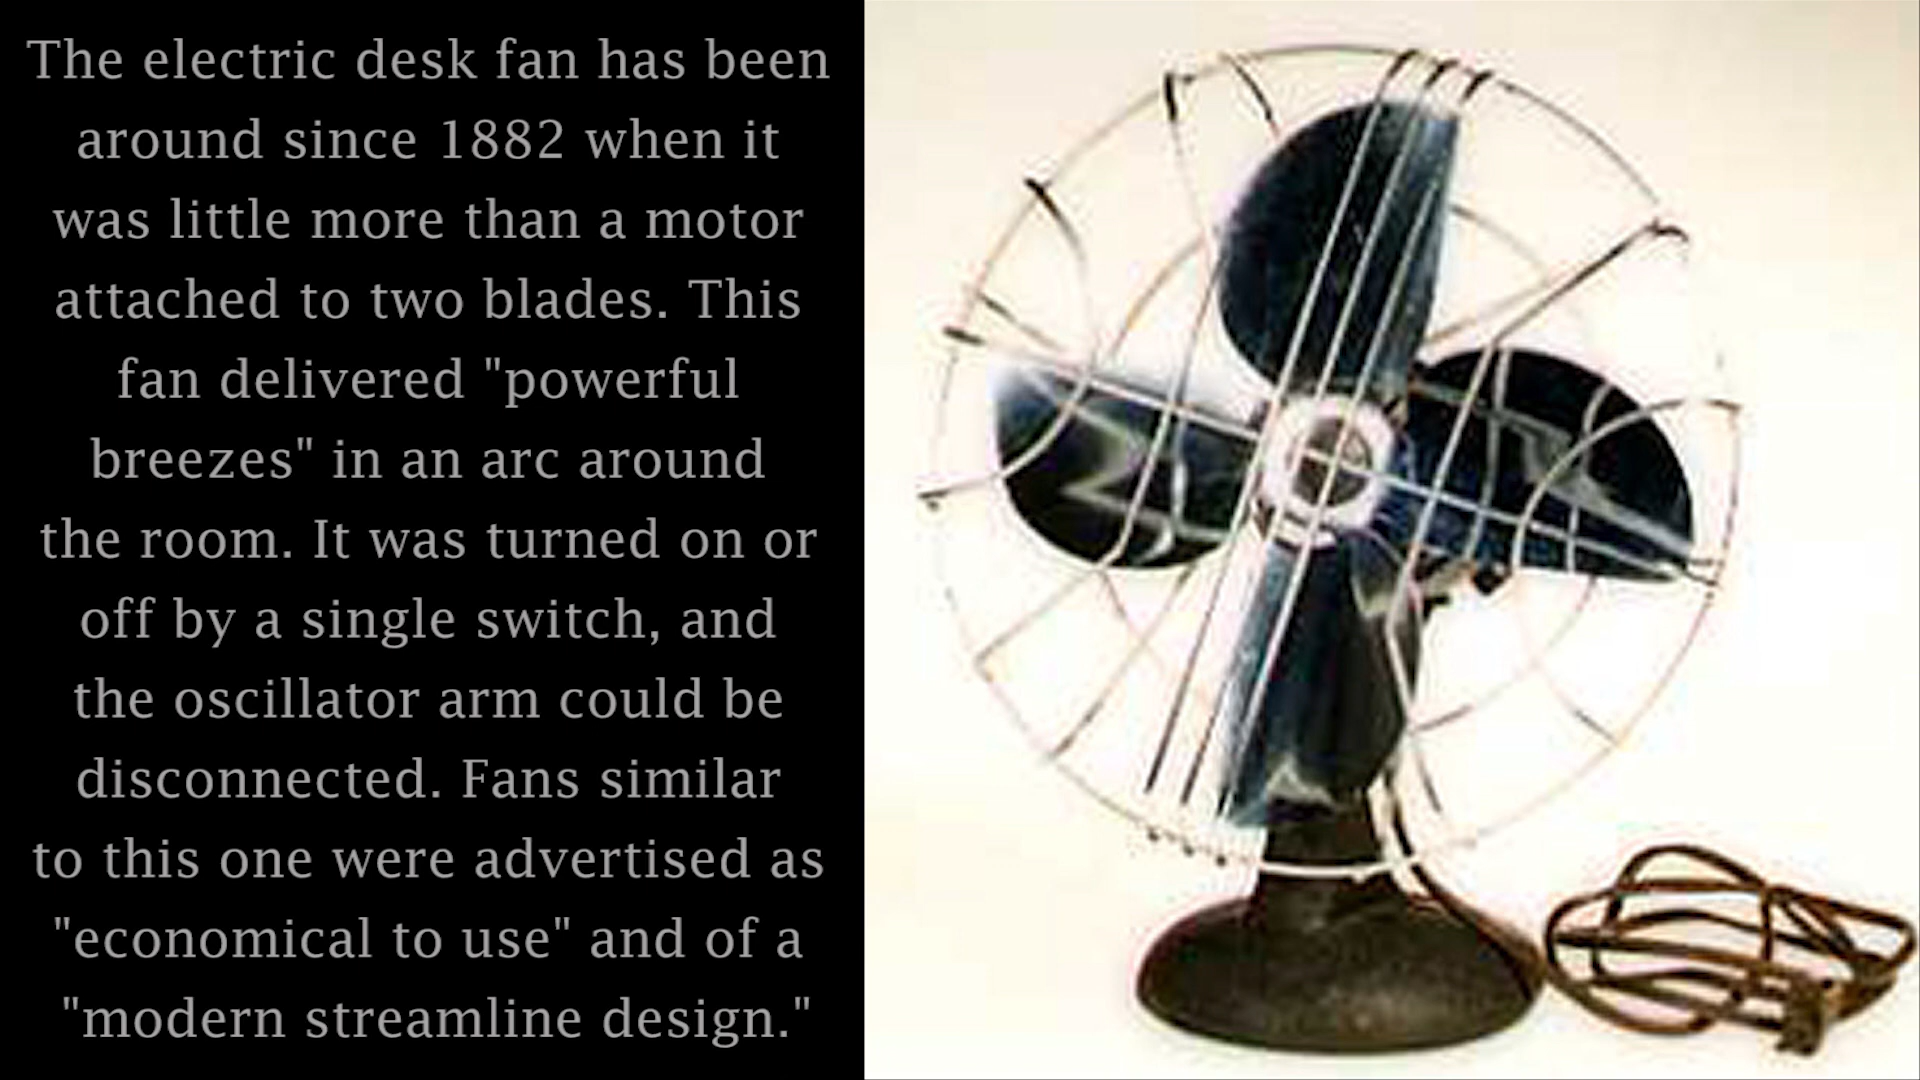 The electric desk fan has been
around since 1882 when it
was little more than a motor
attached to two blades. This
fan delivered "powerful
breezes" in an arc around
the room. It was turned on or
off by a single switch, and
the oscillator arm could be
disconnected. Fans similar
to this one were advertised as
"economical to use" and of a
"modern streamline design."